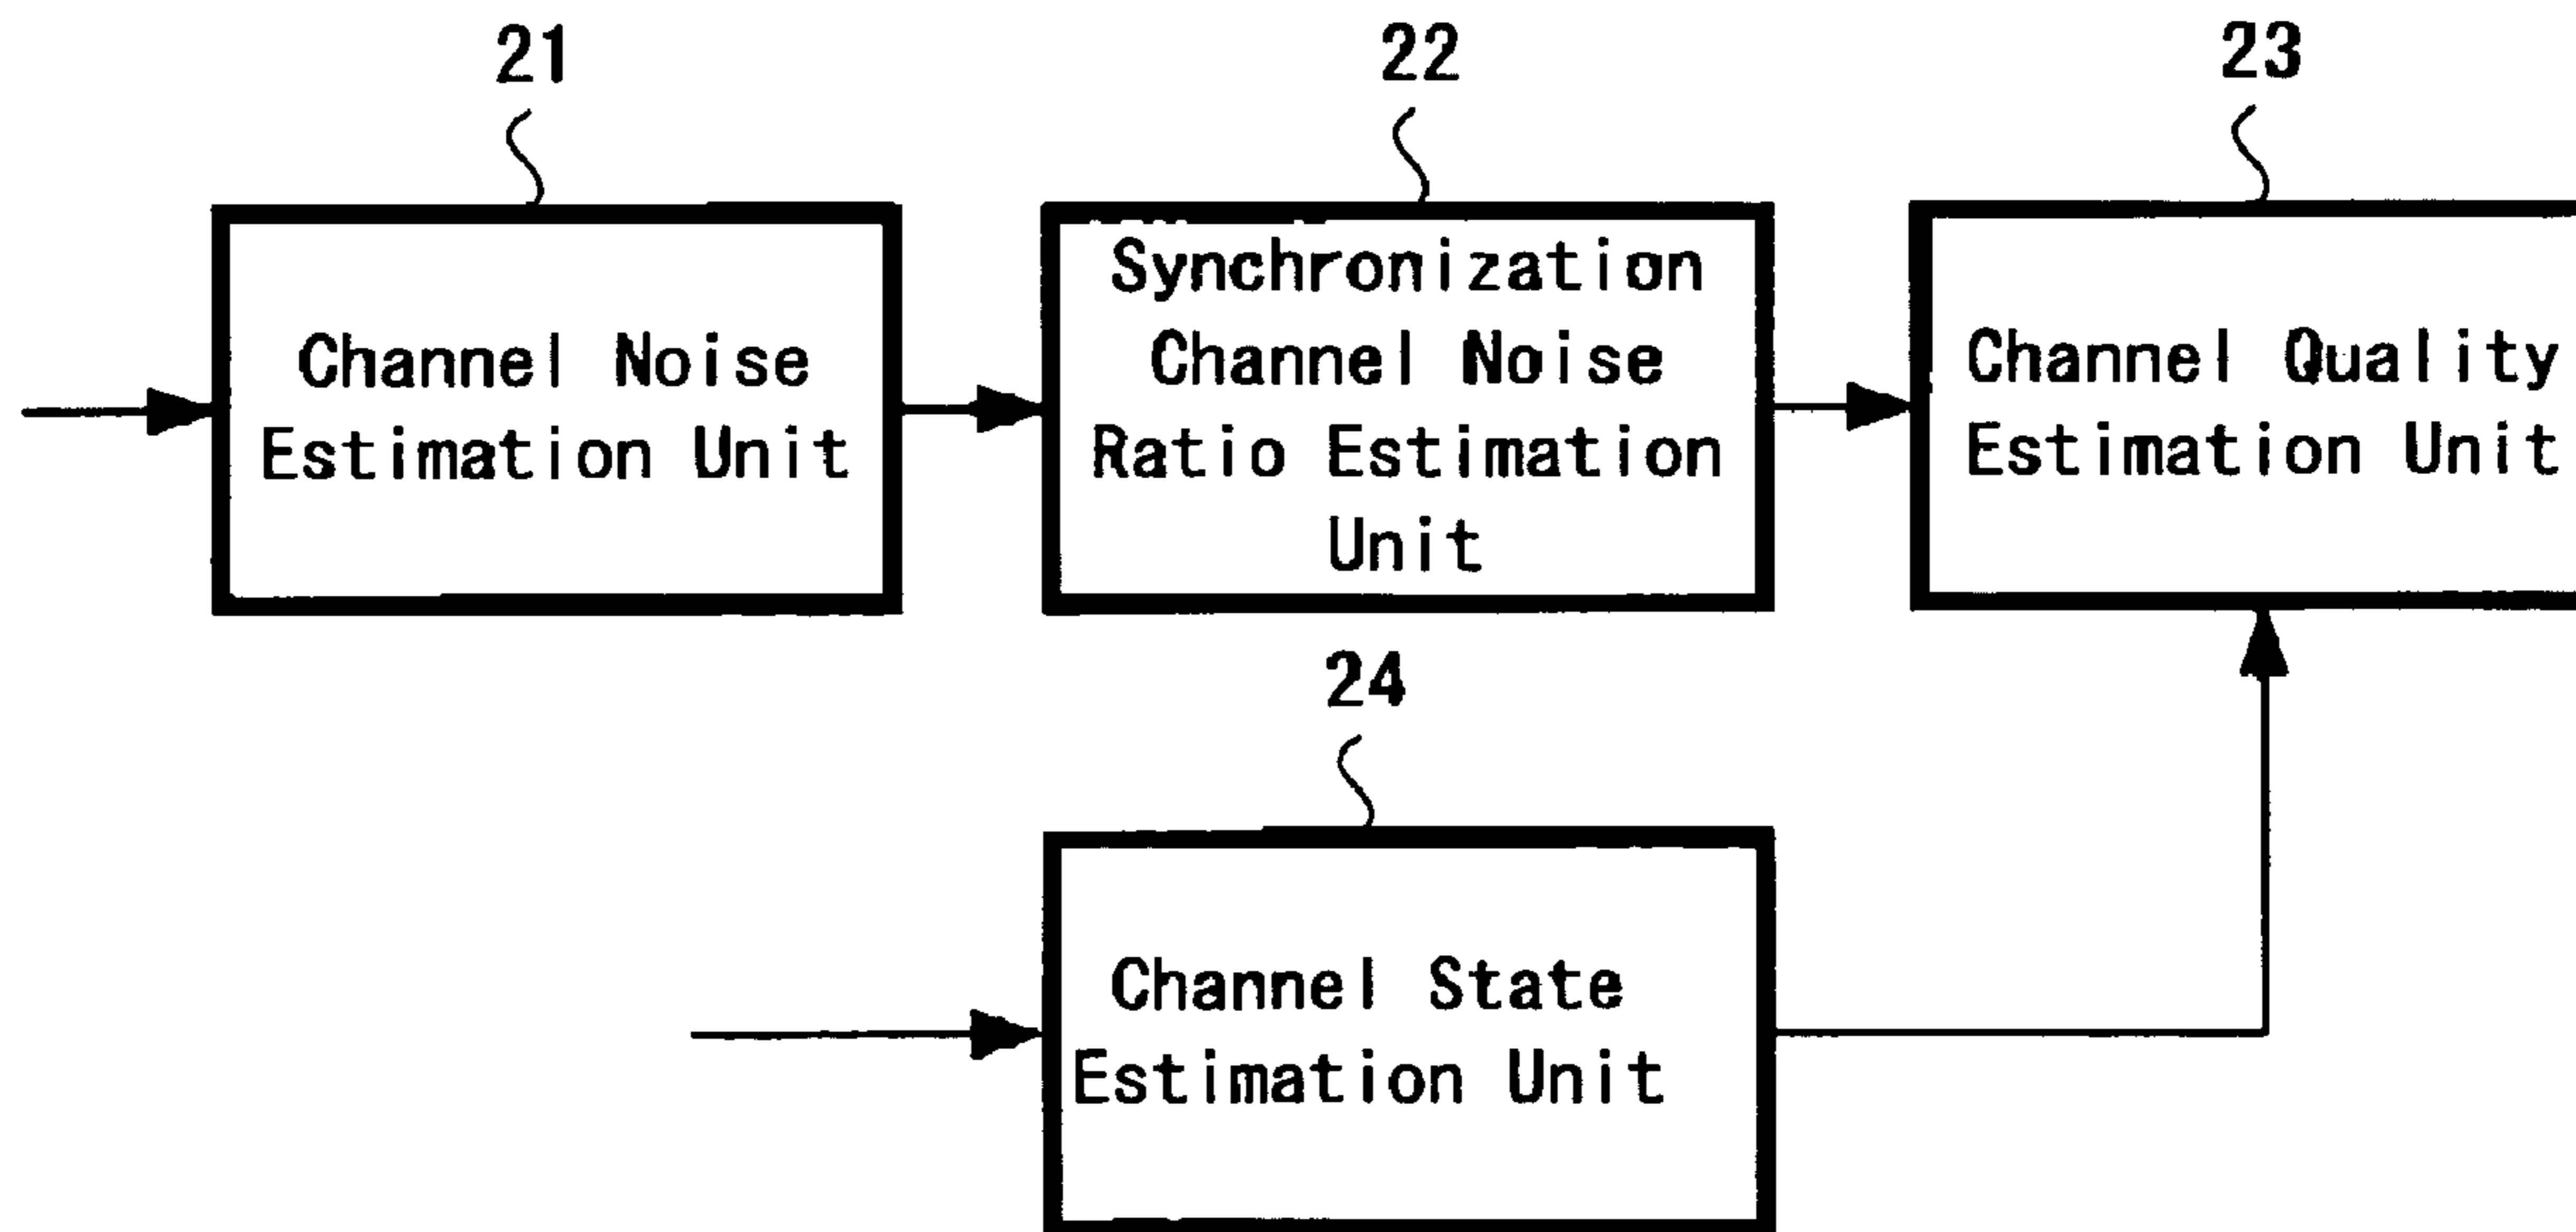 21
22
23
Channel Noise
Estimation Unit
Synchronization
Channel Noise
Ratio Estimation
Unit
Channel Quality
Estimation Unit
24
Channel State
Estimation Unit